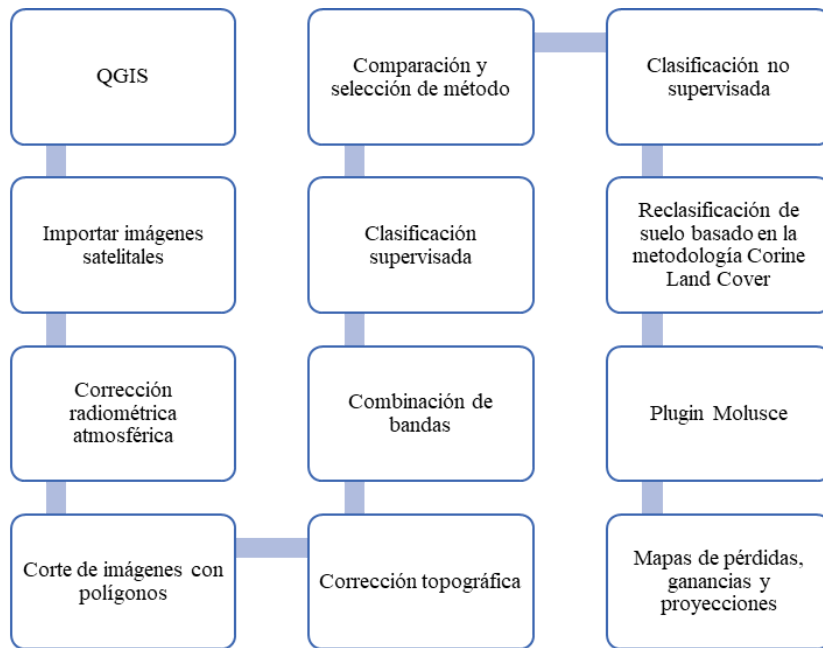 QGIS
Importar imágenes
satelitales
Corrección
radiométrica
atmosférica
Corte de imágenes con
polígonos
Corrección topográfica
Combinación de
bandas
Clasificación
supervisada
Comparación y
selección de método
Clasificación no
supervisada
Reclasificación de
suelo basado en la
metodología Corine
Land Cover
Plugin Molusce
Mapas de pérdidas,
ganancias y
proyecciones